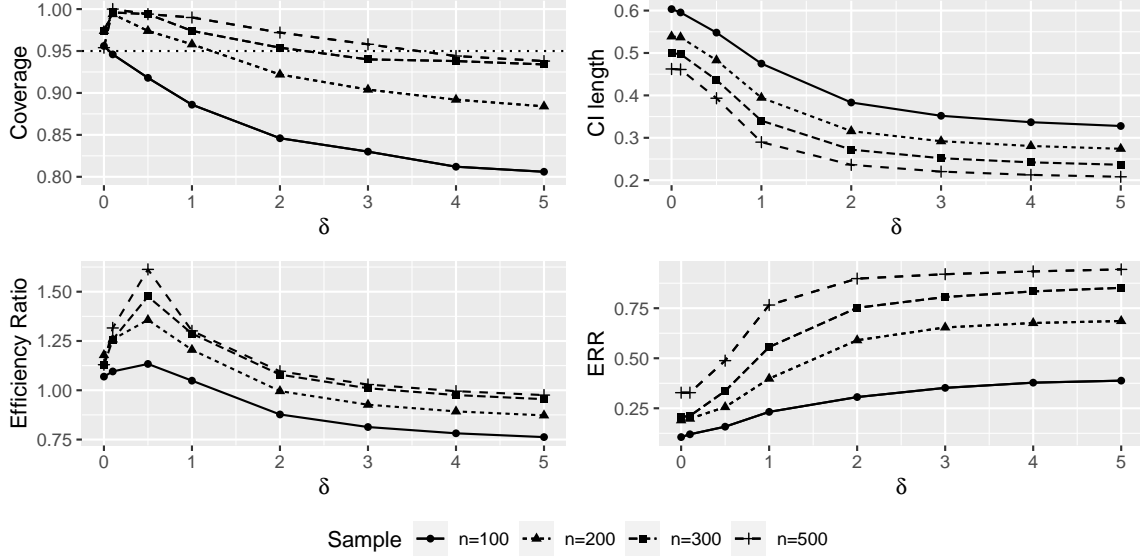 Coverage
1.00
0.95
0.90
0.85
0.80
0 1 2 3 4 5
δ
CI length
0.6
0.5
0.4
0.3
0.2
0 1 2 3 4 5
δ
Efficiency Ratio
1.50
1.25
1.00
0.75
0 1 2 3 4 5
δ
ERR
0.75
0.50
0.25
0 1 2 3 4 5
δ
Sample n=100 n=200 n=300 n=500